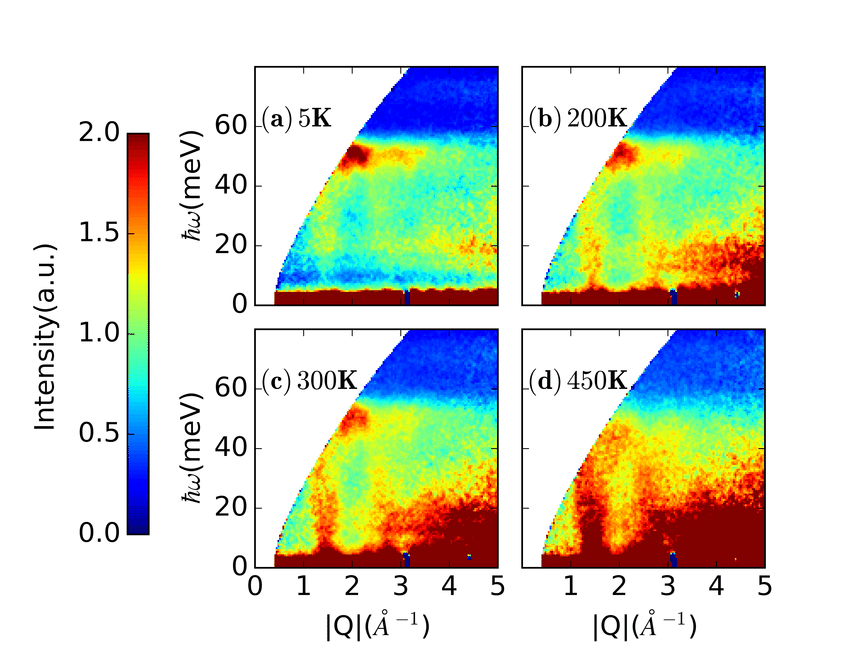 (a) 5K
(b) 200K
60
40
20
0
ħω(meV)
2.0
1.5
1.0
0.5
0.0
Intensity(a.u.)
(c) 300K
(d) 450K
60
40
20
0
ħω(meV)
0 1 2 3 4 5
1 2 3 4 5
|Q|(Å⁻¹)
|Q|(Å⁻¹)